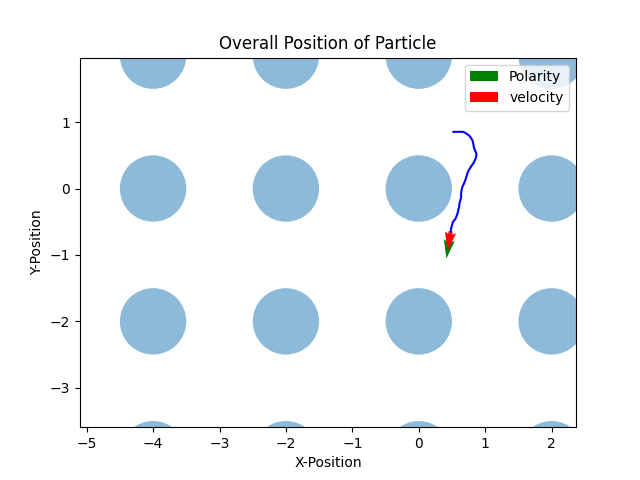 Overall Position of Particle
Polarity
velocity
1
0
−1
−2
−3
Y-Position
−5 −4 −3 −2 −1 0 1 2
X-Position